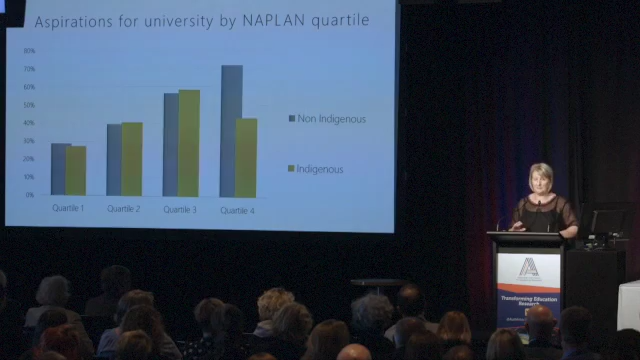 Aspirations for university by NAPLAN quartile
80%
70%
60%
50%
40%
30%
20%
10%
0%
Quartile 1
Quartile 2
Quartile 3
Quartile 4
Non Indigenous
Indigenous
Transforming Education
Research